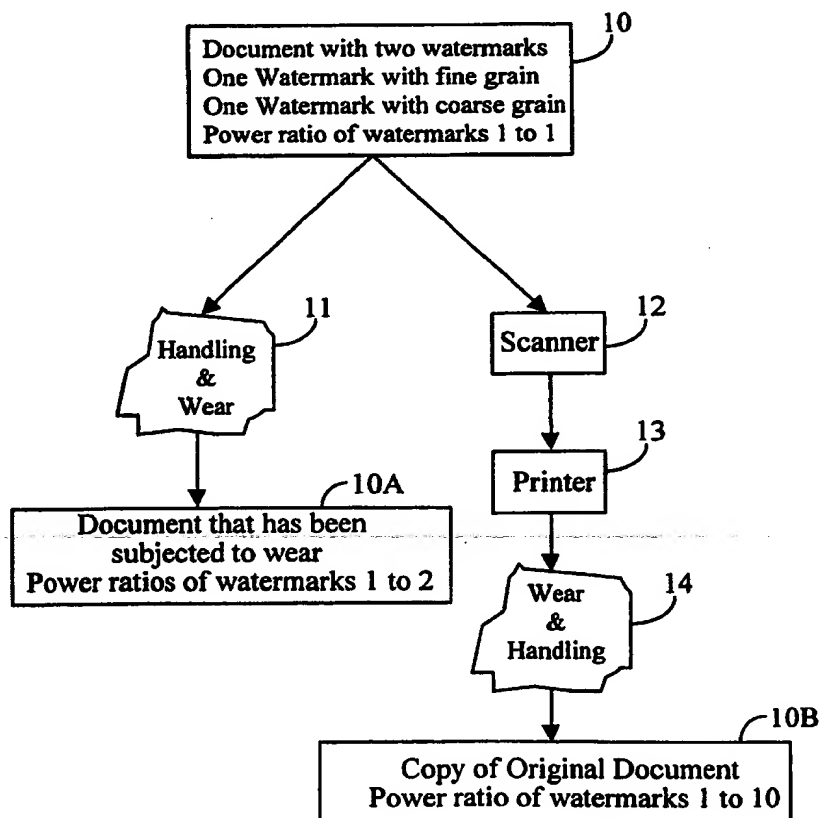 10
Document with two watermarks
One Watermark with fine grain
One Watermark with coarse grain
Power ratio of watermarks 1 to 1
11
Handling
&
Wear
12
Scanner
13
Printer
10A
Document that has been
subjected to wear
Power ratios of watermarks 1 to 2
14
Wear
&
Handling
10B
Copy of Original Document
Power ratio of watermarks 1 to 10